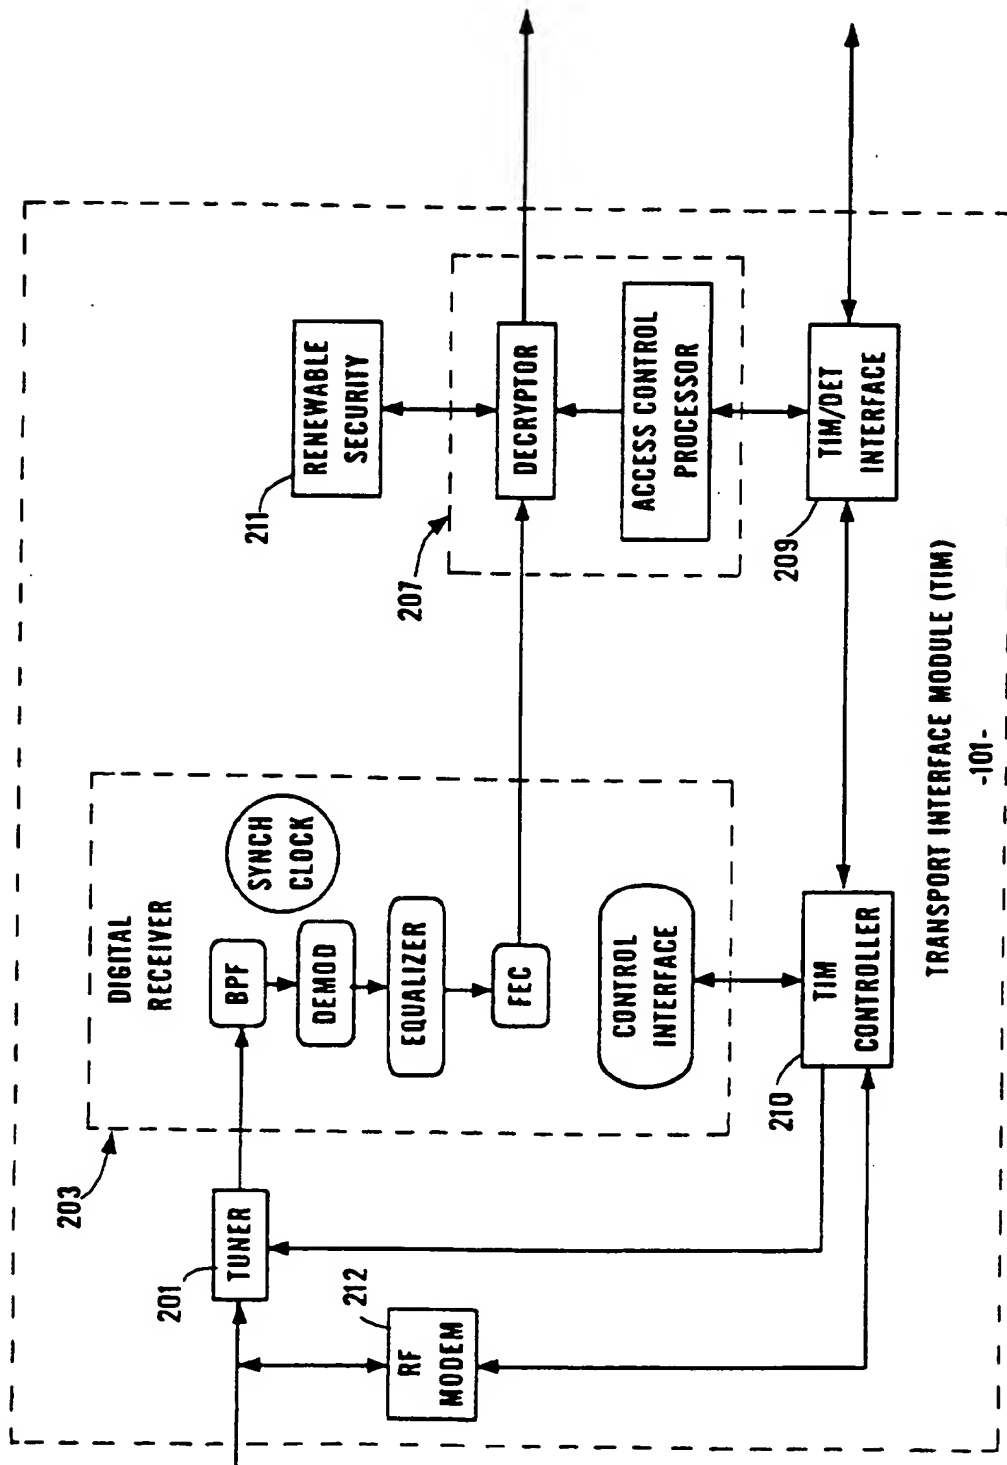 203
DIGITAL
RECEIVER
201
TUNER
BPF
SYNCH
CLOCK
DEMOD
EQUALIZER
FEC
CONTROL
INTERFACE
212
RF
MODEM
210
TIM
CONTROLLER
211
RENEWABLE
SECURITY
207
DECRYPTOR
ACCESS CONTROL
PROCESSOR
209
TIM/DET
INTERFACE
TRANSPORT INTERFACE MODULE (TIM)
-101-